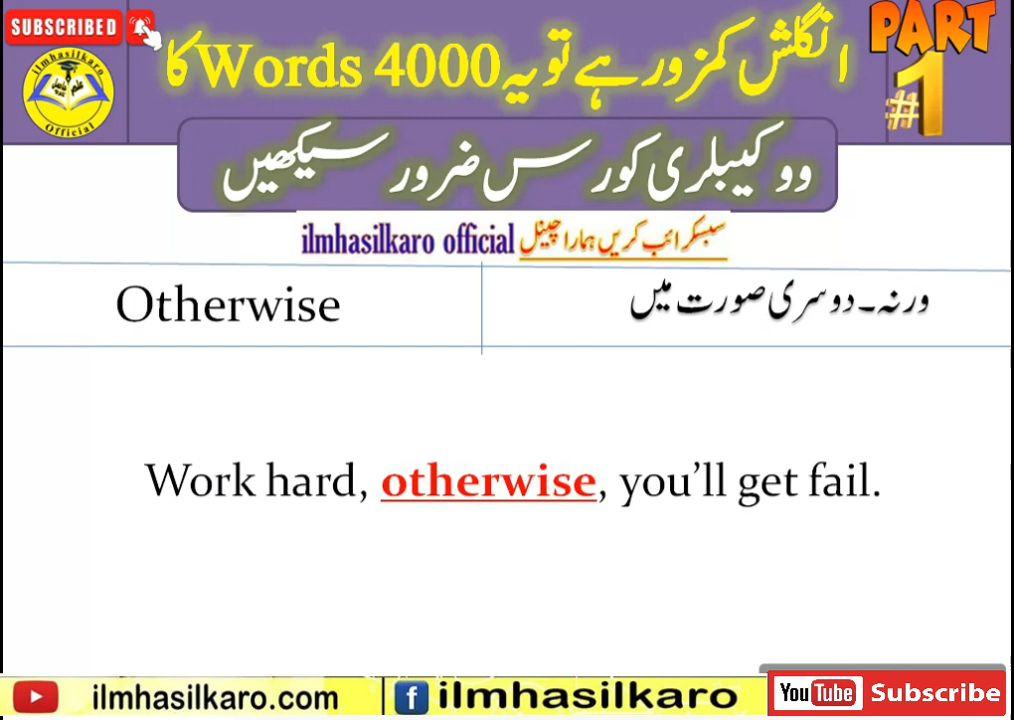 SUBSCRIBED
PART
#1
انگلش کمزور ہے تو یہ 4000 Words کا
ilmhasilkaro
Official
ووکیبلری کورس ضرور سیکھیں
ilmhasilkaro official سبسکرائب کریں ہمارا چینل
Otherwise
ورنہ۔ دوسری صورت میں
Work hard, otherwise, you’ll get fail.
ilmhasilkaro.com
f ilmhasilkaro
YouTube Subscribe